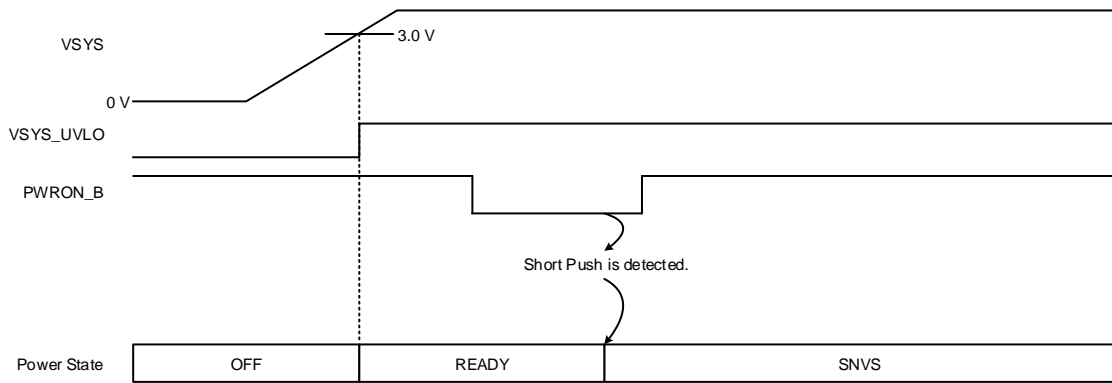 VSYS
3.0 V
0 V
VSYS_UVLO
PWRON_B
Short Push is detected.
Power State
OFF
READY
SNVS